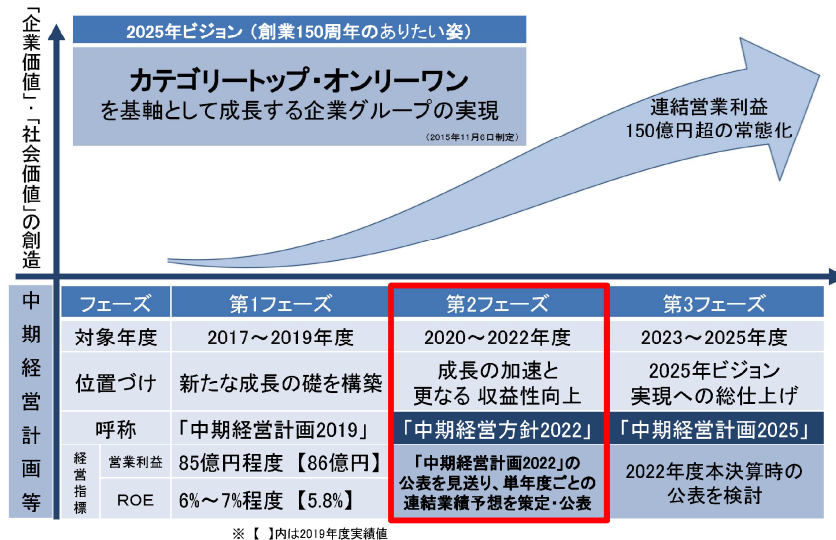 「企業価値」・「社会価値」の創造
2025年ビジョン（創業150周年のありたい姿）
カテゴリートップ・オンリーワン
を基軸として成長する企業グループの実現
（2015年11月6日制定）
連結営業利益
150億円超の常態化
中期経営計画等
フェーズ 第1フェーズ 第2フェーズ 第3フェーズ
対象年度 2017～2019年度 2020～2022年度 2023～2025年度
位置づけ 新たな成長の礎を構築
成長の加速と
更なる 収益性向上
2025年ビジョン
実現への総仕上げ
呼称 「中期経営計画2019」 「中期経営方針2022」 「中期経営計画2025」
経営指標
営業利益 85億円程度 【86億円】
ROE 6%～7%程度 【5.8%】
「中期経営計画2022」の
公表を見送り、単年度ごとの
連結業績予想を策定・公表
2022年度本決算時の
公表を検討
※ 【 】内は2019年度実績値